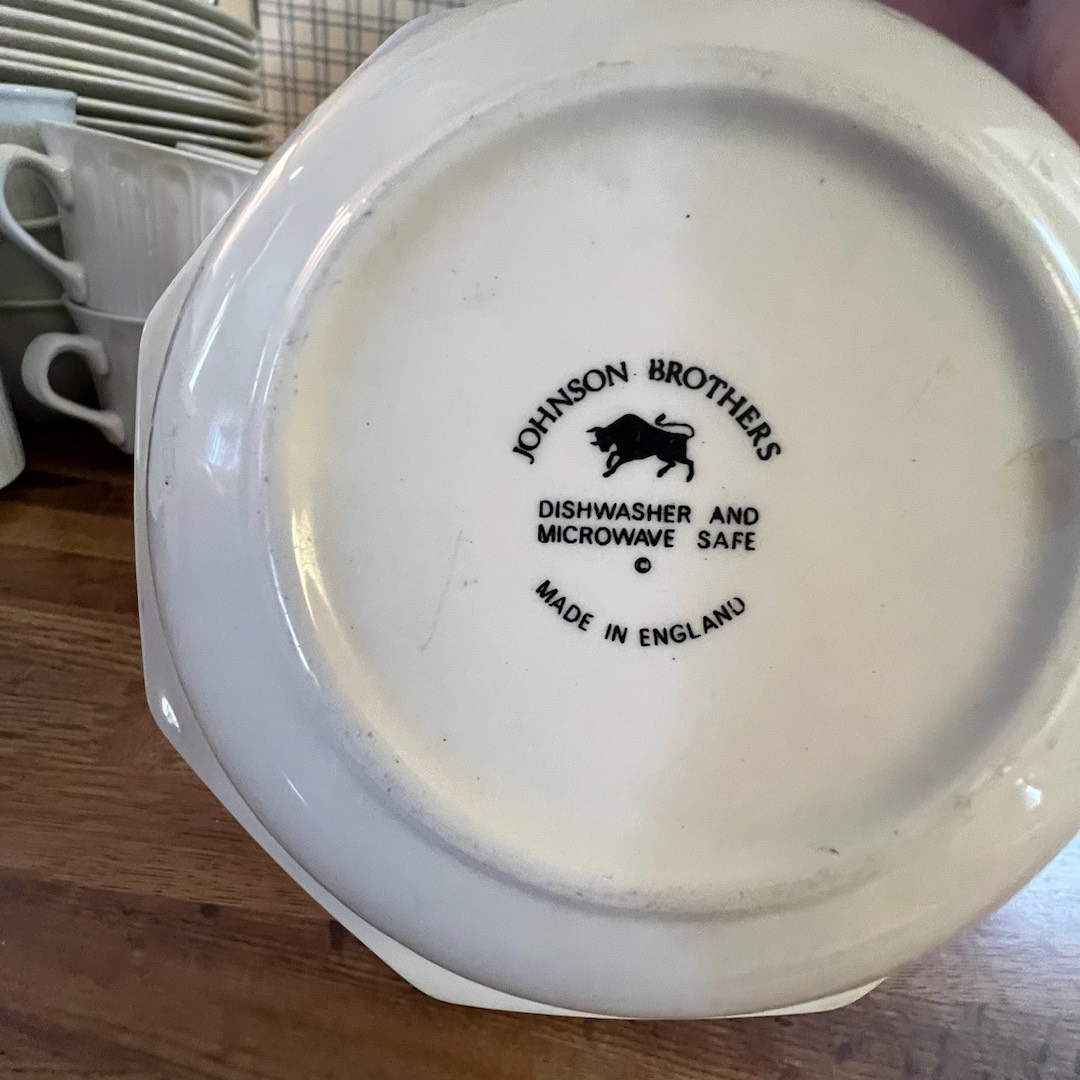 JOHNSON BROTHERS
DISHWASHER AND
MICROWAVE SAFE
©
MADE IN ENGLAND